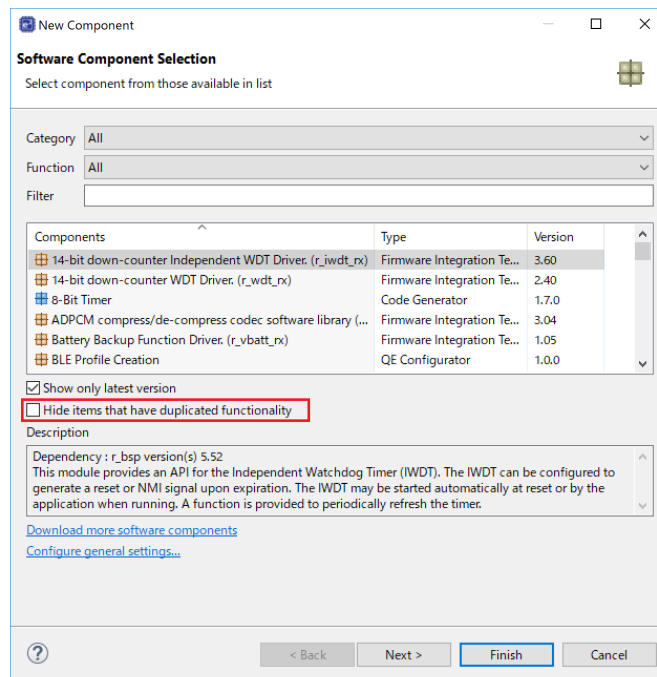 New Component
Software Component Selection
Select component from those available in list
Category All
Function All
Filter
Components Type Version
14-bit down-counter Independent WDT Driver. (r_iwdt_rx) Firmware Integration Te... 3.60
14-bit down-counter WDT Driver. (r_wdt_rx) Firmware Integration Te... 2.40
8-Bit Timer Code Generator 1.7.0
ADPCM compress/de-compress codec software library (... Firmware Integration Te... 3.04
Battery Backup Function Driver. (r_vbatt_rx) Firmware Integration Te... 1.05
BLE Profile Creation QE Configurator 1.0.0
Show only latest version
Hide items that have duplicated functionality
Description
Dependency : r_bsp version(s) 5.52
This module provides an API for the Independent Watchdog Timer (IWDT). The IWDT can be configured to
generate a reset or NMI signal upon expiration. The IWDT may be started automatically at reset or by the
application when running. A function is provided to periodically refresh the timer.
Download more software components
Configure general settings...
? < Back Next > Finish Cancel